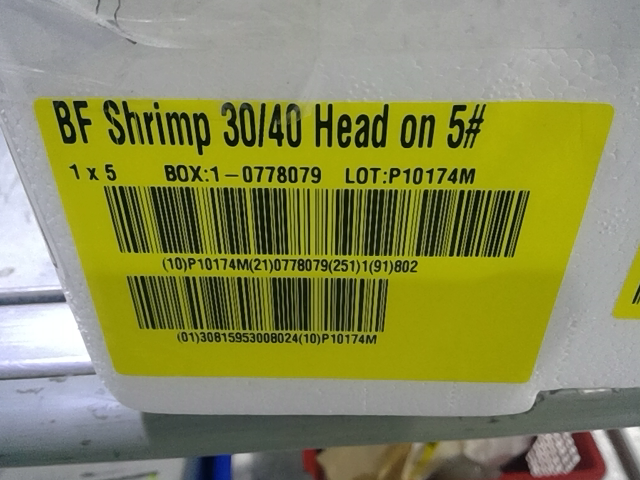 BF Shrimp 30/40 Head on 5#
1 x 5 BOX:1-0778079 LOT:P10174M
(10)P10174M(21)0778079(251)1(91)802
(01)30815953008024(10)P10174M